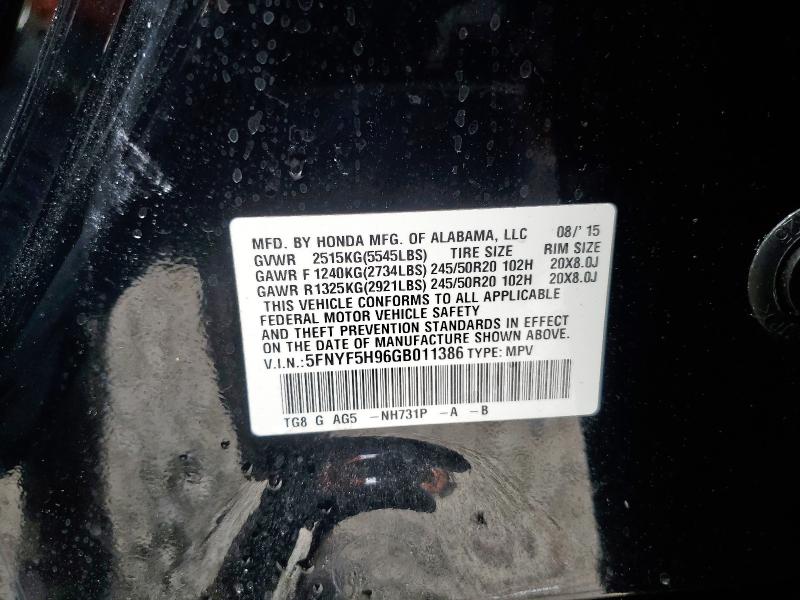 MFD. BY HONDA MFG. OF ALABAMA, LLC 08/' 15
GVWR 2515KG(5545LBS) TIRE SIZE RIM SIZE
GAWR F 1240KG(2734LBS) 245/50R20 102H 20X8.0J
GAWR R1325KG(2921LBS) 245/50R20 102H 20X8.0J
THIS VEHICLE CONFORMS TO ALL APPLICABLE
FEDERAL MOTOR VEHICLE SAFETY
AND THEFT PREVENTION STANDARDS IN EFFECT
ON THE DATE OF MANUFACTURE SHOWN ABOVE.
V.I.N.:5FNYF5H96GB011386 TYPE: MPV
TG8 G AG5 -NH731P -A -B